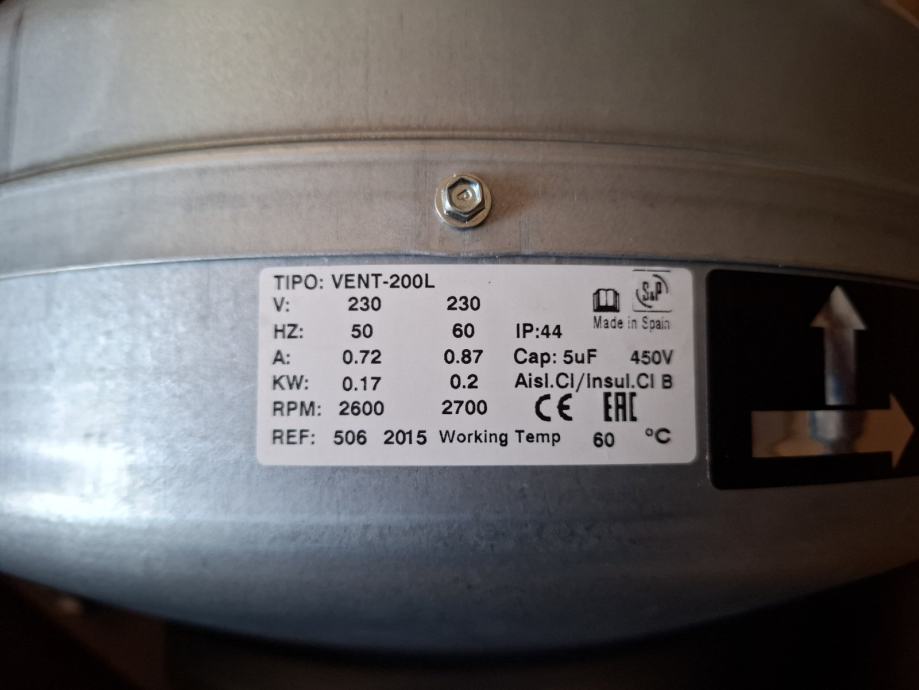 TIPO: VENT-200L
V: 230 230
HZ: 50 60 IP:44
A: 0.72 0.87 Cap: 5uF 450V
KW: 0.17 0.2 Aisl.Cl/Insul.Cl B
RPM: 2600 2700 CE EAC
REF: 506 2015 Working Temp 60 °C
S&P
Made in Spain